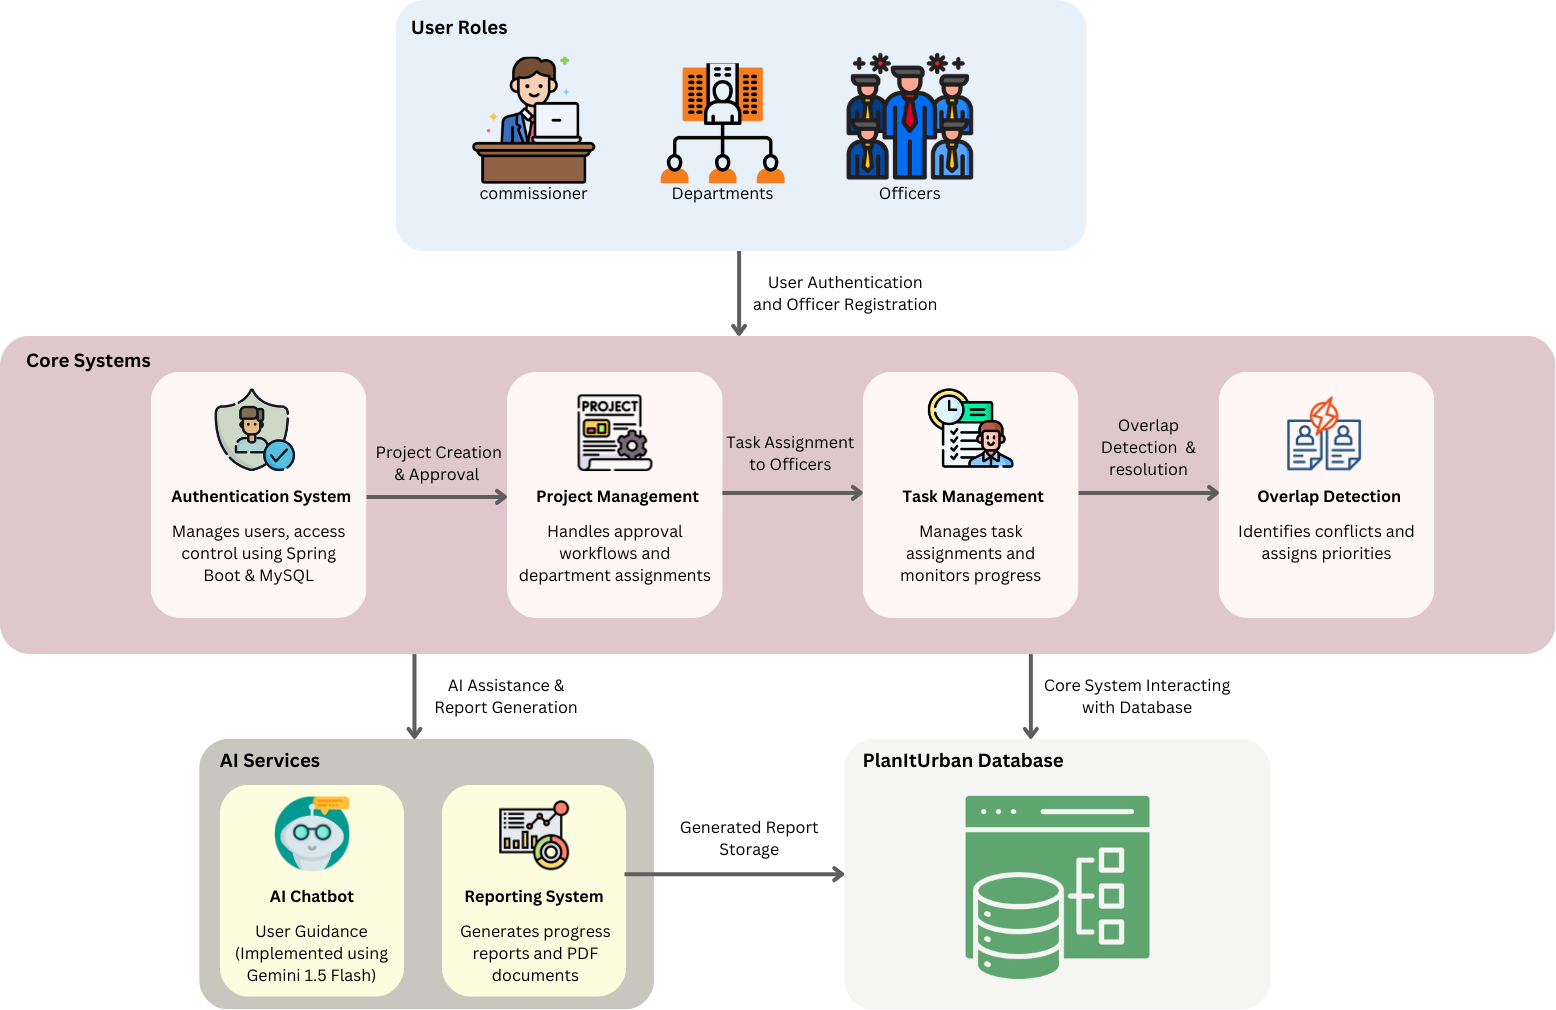 User Roles
commissioner
Departments
Officers
User Authentication
and Officer Registration
Core Systems
Authentication System
Manages users, access
control using Spring
Boot & MySQL
Project Creation
& Approval
PROJECT
Project Management
Handles approval
workflows and
department assignments
Task Assignment
to Officers
Task Management
Manages task
assignments and
monitors progress
Overlap
Detection &
resolution
Overlap Detection
Identifies conflicts and
assigns priorities
AI Assistance &
Report Generation
Core System Interacting
with Database
AI Services
AI Chatbot
User Guidance
(Implemented using
Gemini 1.5 Flash)
Reporting System
Generates progress
reports and PDF
documents
Generated Report
Storage
PlanItUrban Database